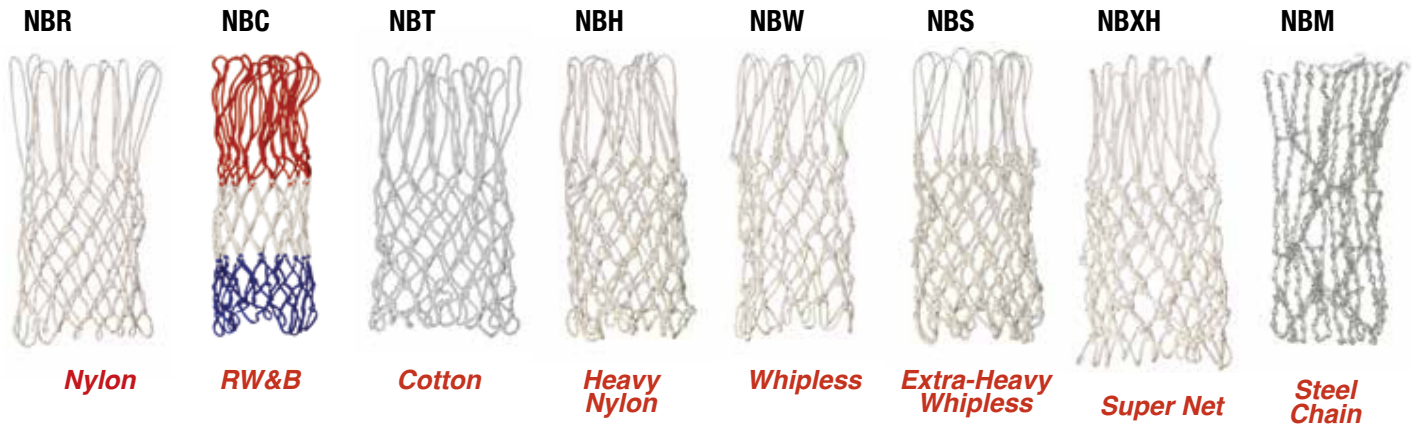 NBR NBC NBT NBH NBW NBS NBXH NBM
Nylon
RW&B
Cotton
Heavy
Nylon
Whipless
Extra-Heavy
Whipless
Super Net
Steel
Chain